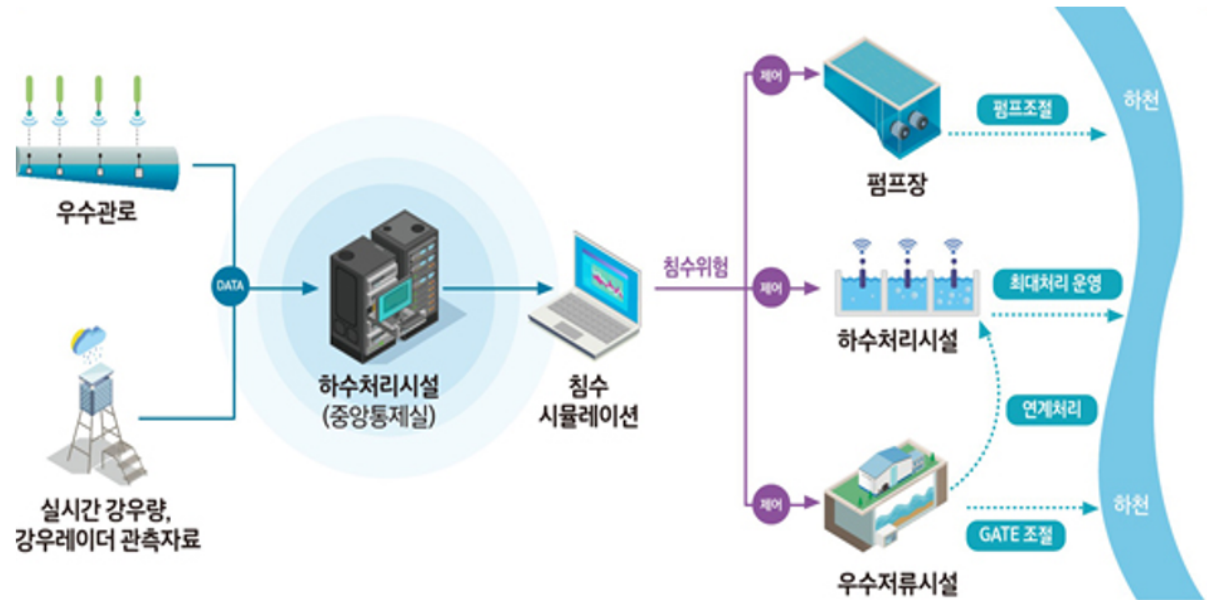 우수관로
실시간 강우량,
강우레이더 관측자료
DATA
하수처리시설
(중앙통제실)
침수
시뮬레이션
침수위험
제어
펌프장
펌프조절
하천
제어
하수처리시설
최대처리 운영
연계처리
제어
우수저류시설
GATE 조절
하천